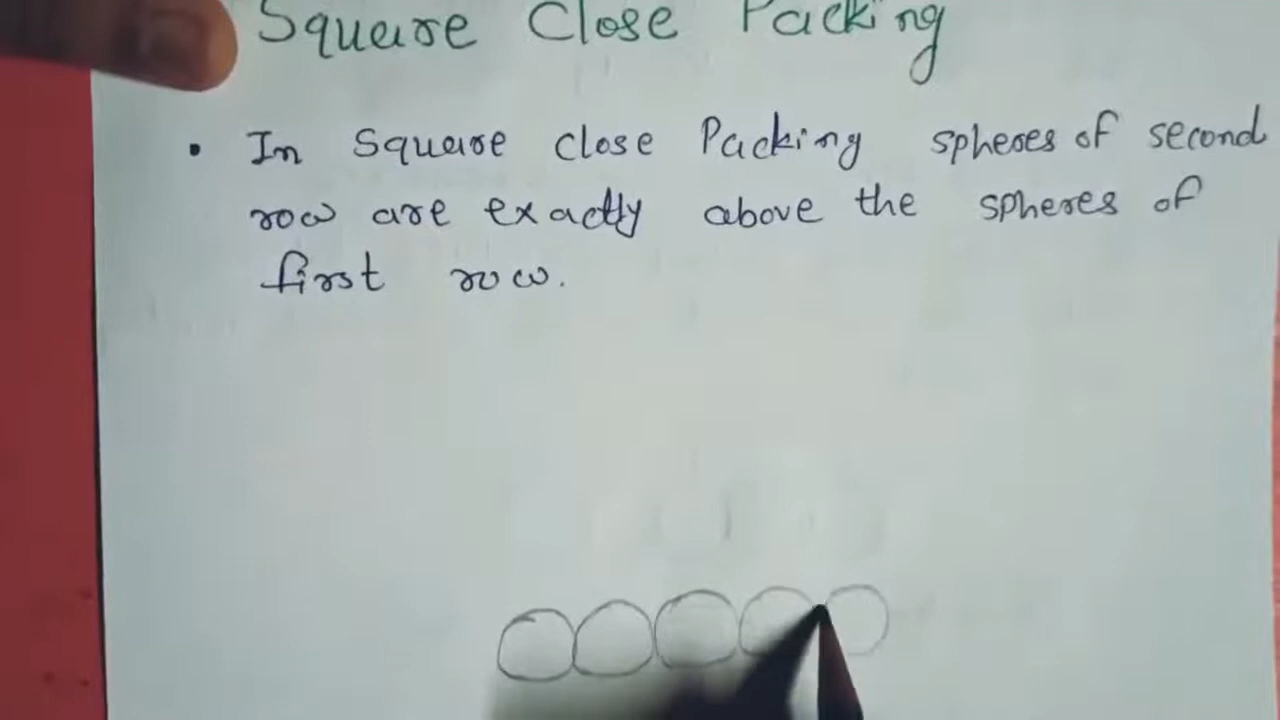 Square Close Packing
• In Square close Packing spheres of second
row are exactly above the spheres of
first row.